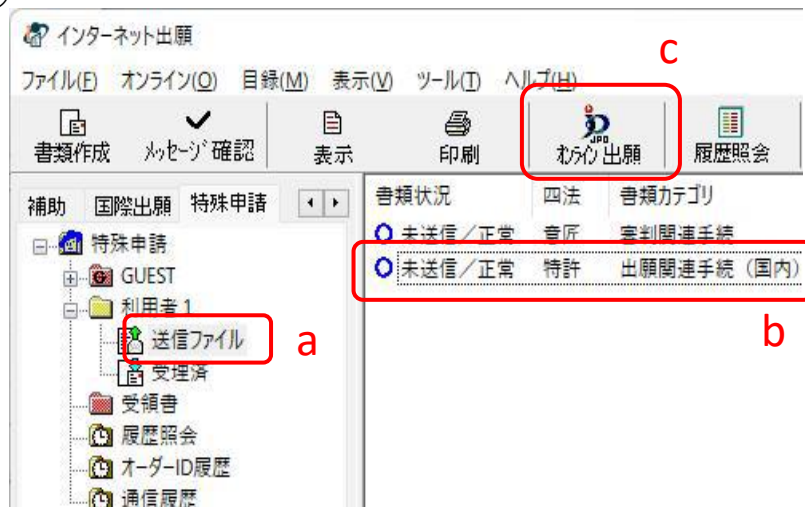 インターネット出願
c
ファイル(F) オンライン(O) 目録(M) 表示(V) ツール(T) ヘルプ(H)
書類作成 メッセージ確認 表示 印刷 オンライン出願 履歴照会
補助 国際出願 特殊申請
書類状況 四法 書類カテゴリ
未送信/正常 意匠 審判関連手続
未送信/正常 特許 出願関連手続(国内)
b
特殊申請
GUEST
利用者1
送信ファイル
a
受理済
受領書
履歴照会
オーダーID履歴
通信履歴